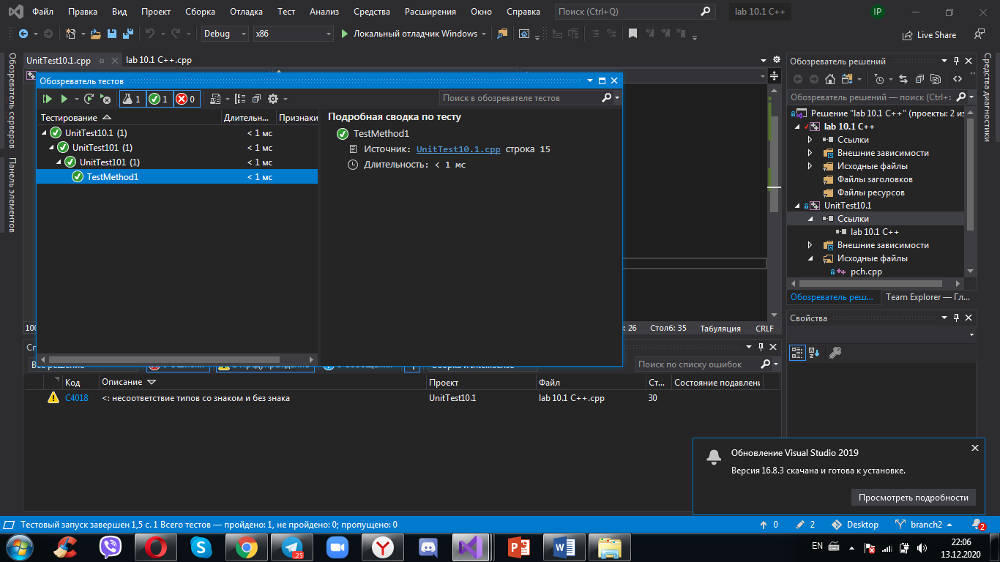 Файл Правка Вид Проект Сборка Отладка Тест Анализ Средства Расширения Окно Справка Поиск (Ctrl+Q) lab 10.1 C++ IP
Debug x86 Локальный отладчик Windows Live Share
Обозреватель серверов
Панель элементов
UnitTest10.1.cpp lab 10.1 C++.cpp
Обозреватель тестов
1 1 0 Поиск в обозревателе тестов
Тестирование Длительн... Признаки
UnitTest10.1 (1) < 1 мс
UnitTest101 (1) < 1 мс
UnitTest101 (1) < 1 мс
TestMethod1 < 1 мс
Подробная сводка по тесту
TestMethod1
Источник: UnitTest10.1.cpp строка 15
Длительность: < 1 мс
Обозреватель решений
Обозреватель решений — поиск (Ctrl+
Решение "lab 10.1 C++" (проекты: 2 из
lab 10.1 C++
Ссылки
Внешние зависимости
Исходные файлы
Файлы заголовков
Файлы ресурсов
UnitTest10.1
Ссылки
lab 10.1 C++
Внешние зависимости
Исходные файлы
pch.cpp
Обозреватель реш... Team Explorer — Гл...
Средства диагностики
Свойства
100
: 26 Столб: 35 Табуляция CRLF
Поиск по списку ошибок
Код Описание Проект Файл Ст... Состояние подавлени
C4018 <: несоответствие типов со знаком и без знака UnitTest10.1 lab 10.1 C++.cpp 30
Обновление Visual Studio 2019
Версия 16.8.3 скачана и готова к установке.
Просмотреть подробности
Тестовый запуск завершен 1,5 с. 1 Всего тестов — пройдено: 1, не пройдено: 0; пропущено: 0 0 2 Desktop branch2 2
25
EN 22:06
13.12.2020